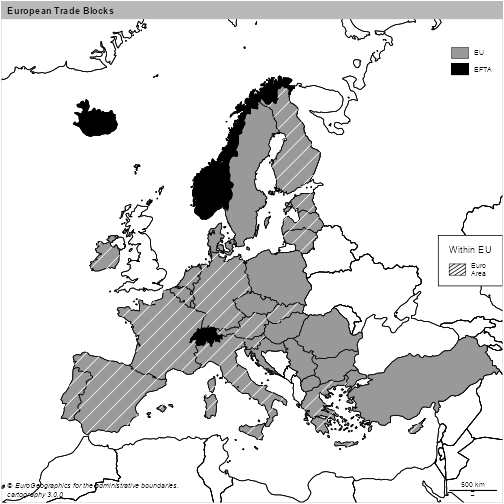 European Trade Blocks
EU
EFTA
Within EU
Euro
Area
500 km
© EuroGeographics for the administrative boundaries.
cartography 3.0.0